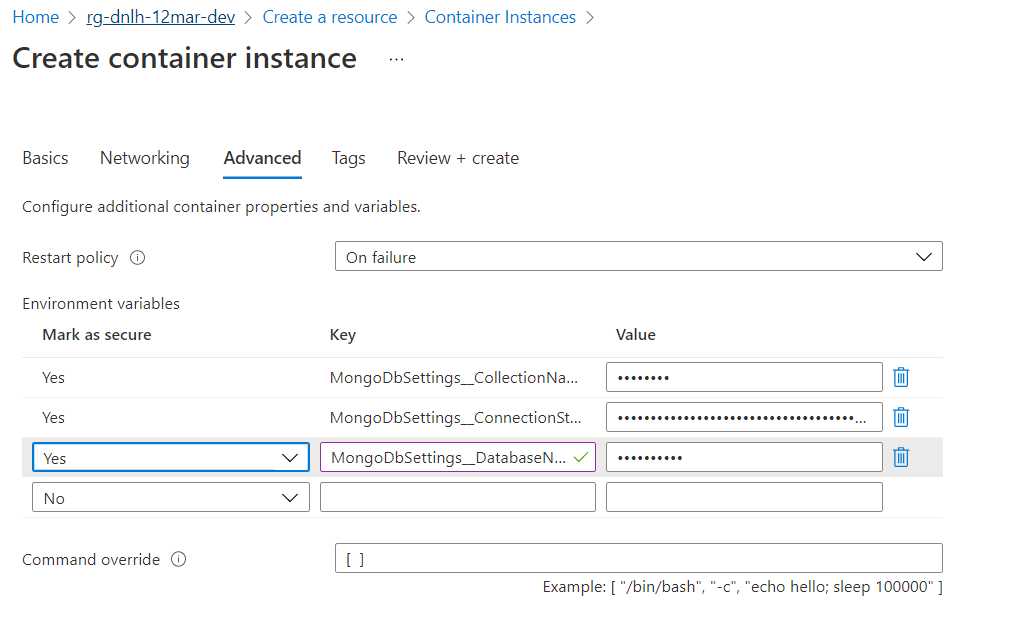 Home > rg-dnlh-12mar-dev > Create a resource > Container Instances >
Create container instance ...
Basics Networking Advanced Tags Review + create
Configure additional container properties and variables.
Restart policy On failure
Environment variables
Mark as secure Key Value
Yes MongoDbSettings__CollectionNa... ••••••••
Yes MongoDbSettings__ConnectionSt... ••••••••••••••••••••••••••••••••••••...
Yes MongoDbSettings__DatabaseN... ••••••••••
No
Command override [ ]
Example: [ "/bin/bash", "-c", "echo hello; sleep 100000" ]